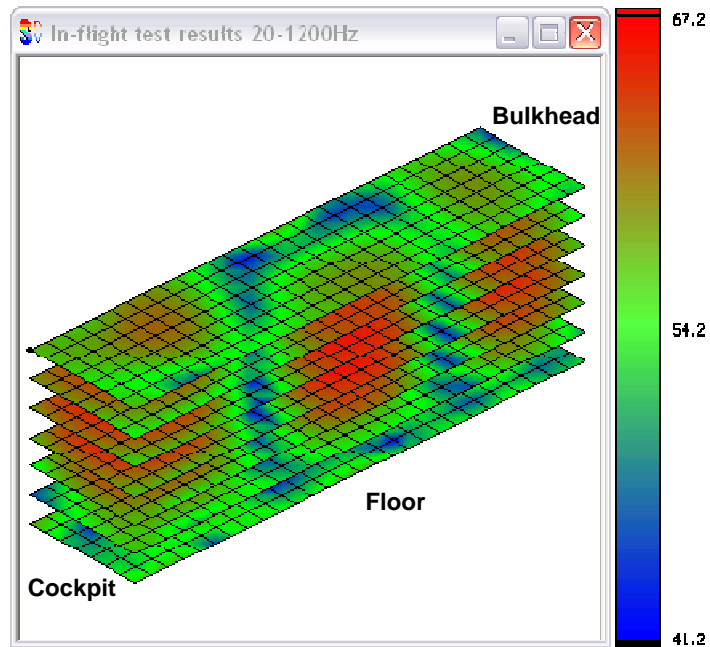 In-flight test results 20-1200Hz
67.2
Bulkhead
54.2
Floor
Cockpit
41.2